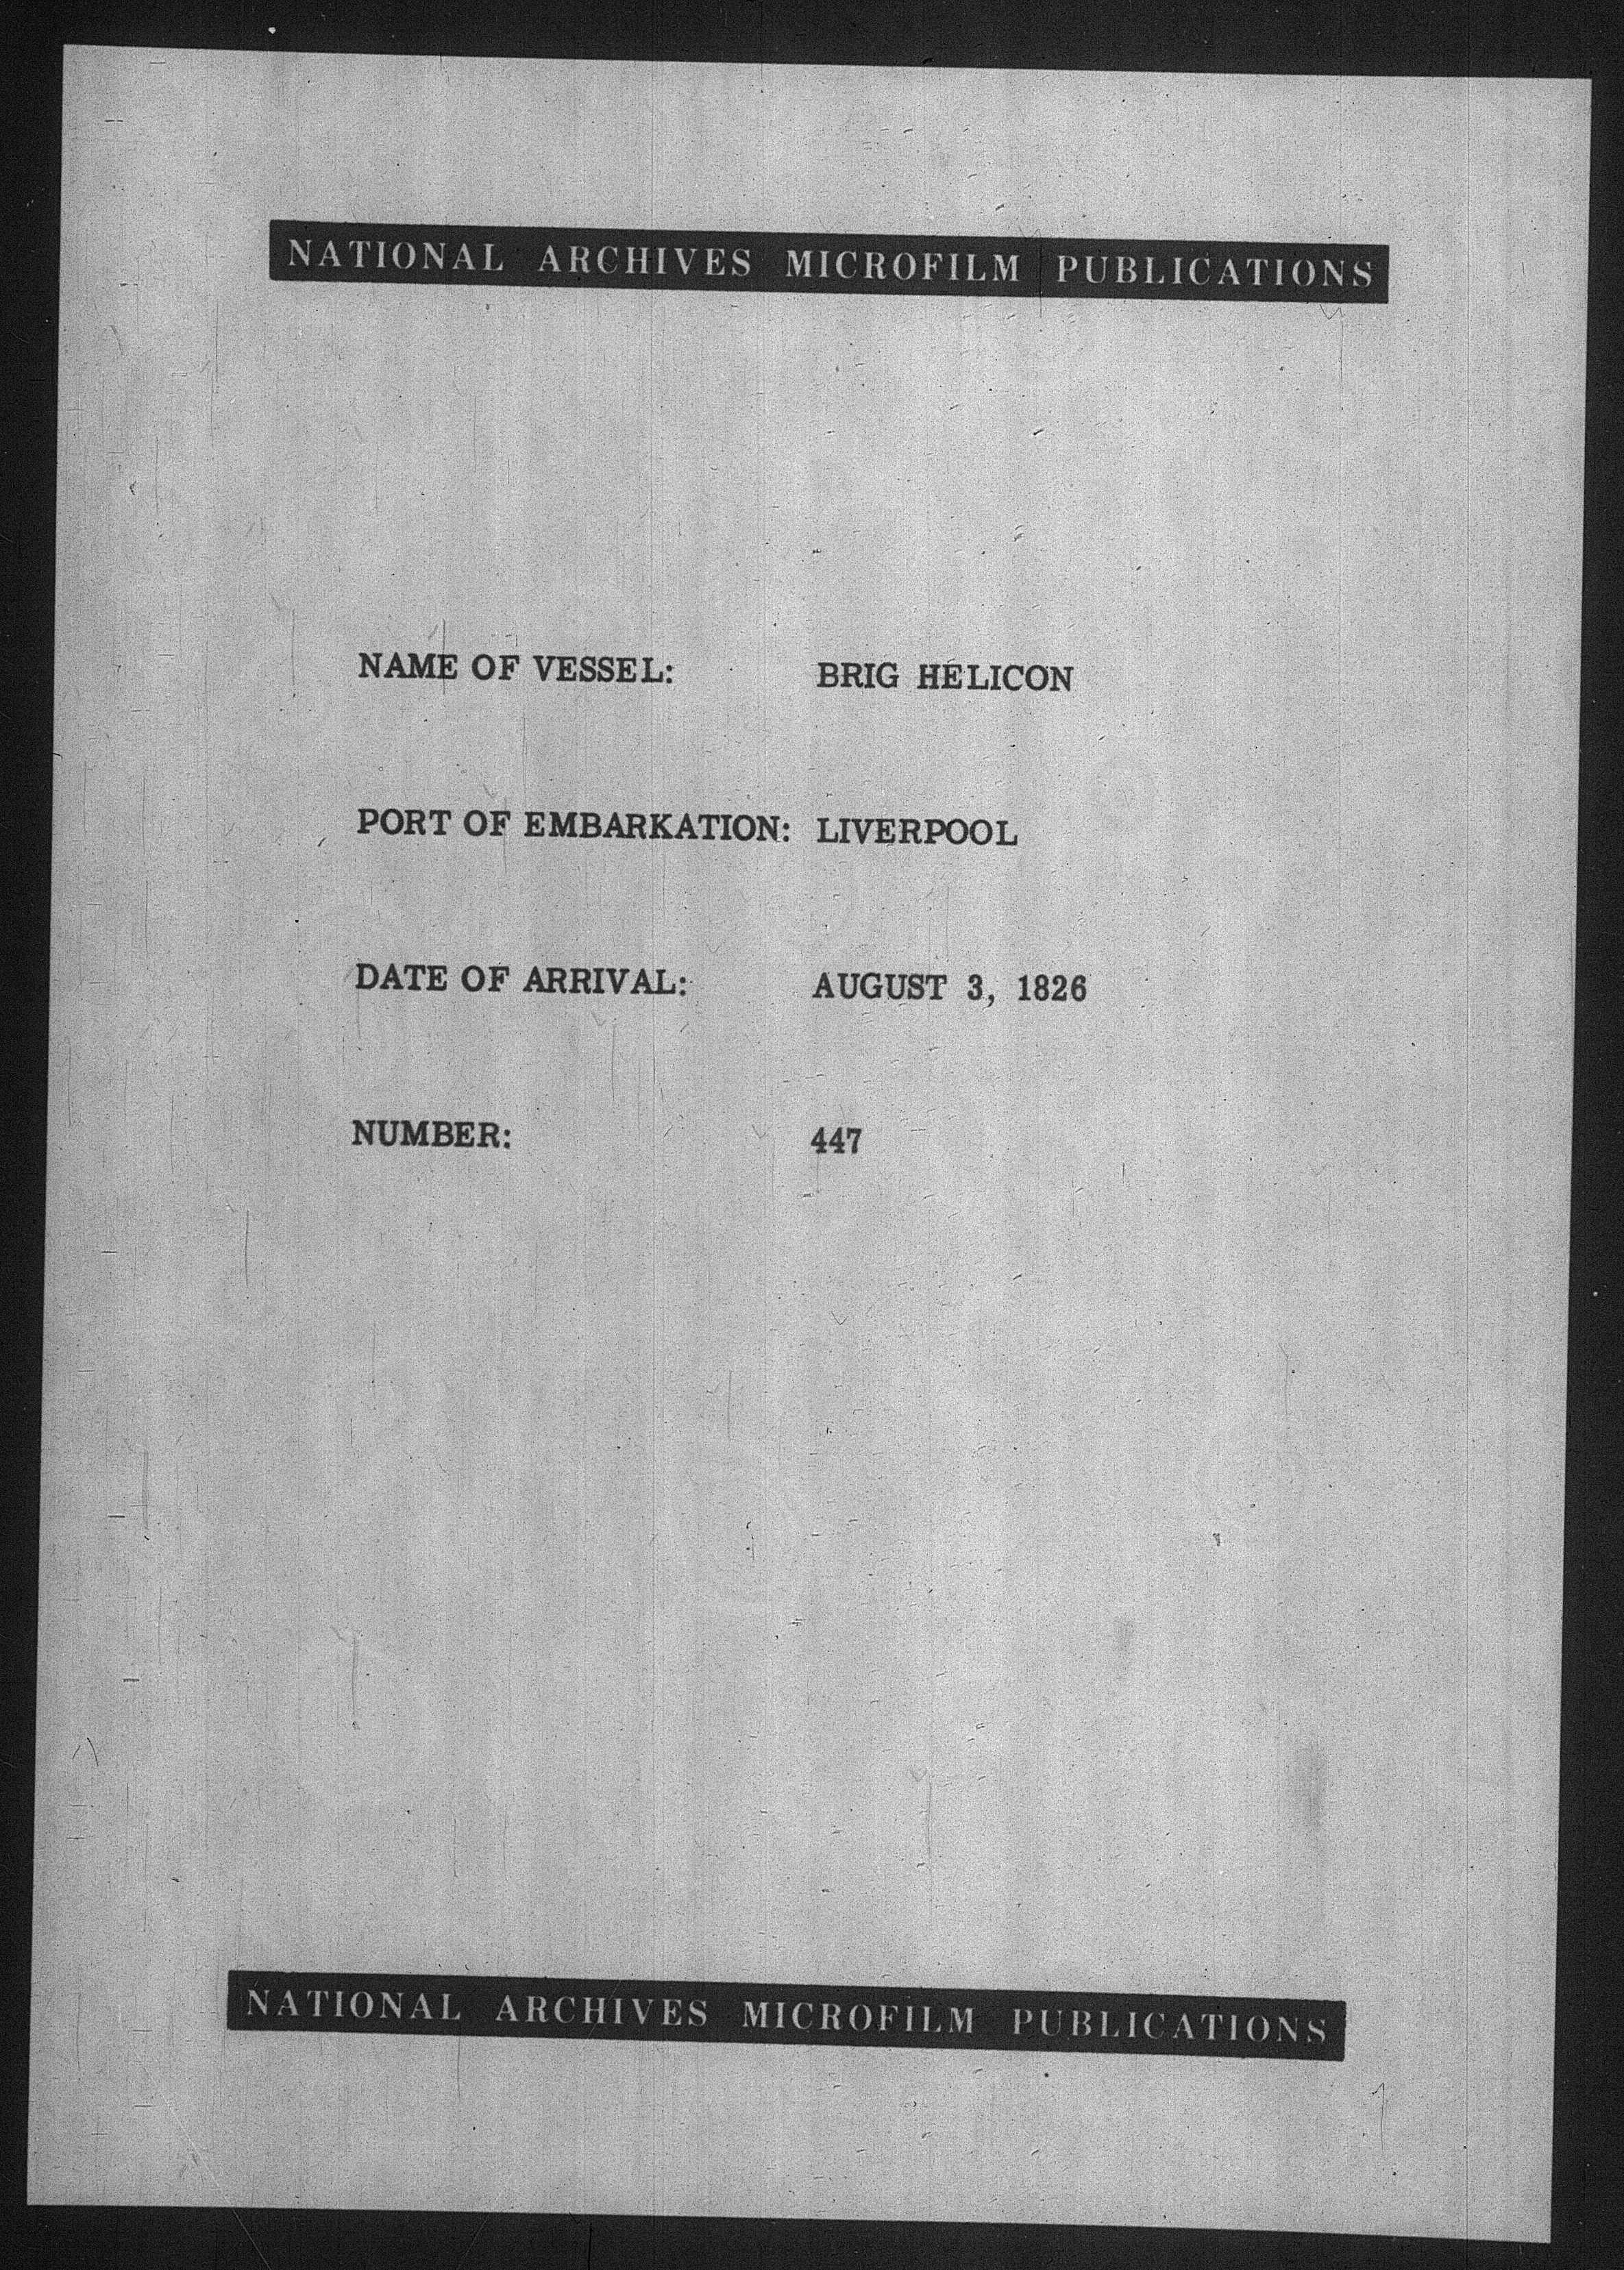 NATIONAL ARCHIVES MICROFILM PUBLICATIONS
NAME OF VESSEL: BRIG HELICON
PORT OF EMBARKATION: LIVERPOOL
DATE OF ARRIVAL: AUGUST 3, 1826
NUMBER: 447
NATIONAL ARCHIVES MICROFILM PUBLICATIONS